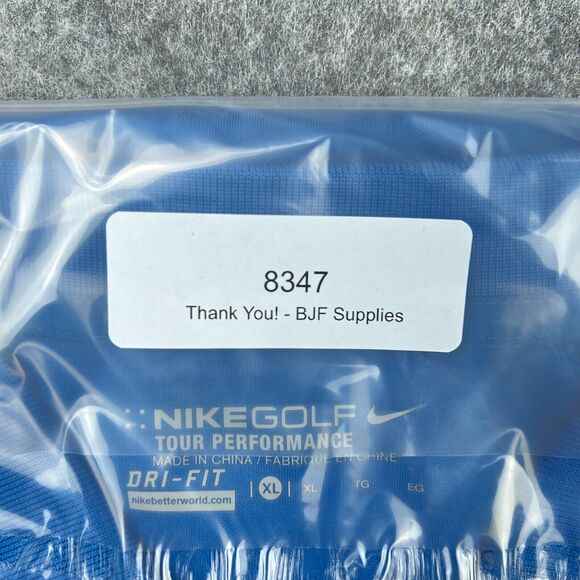 8347
Thank You! - BJF Supplies
NIKEGOLF
TOUR PERFORMANCE
MADE IN CHINA / FABRIQUE EN CHINE
DRI-FIT | XL | XL TG EG
nikebetterworld.com